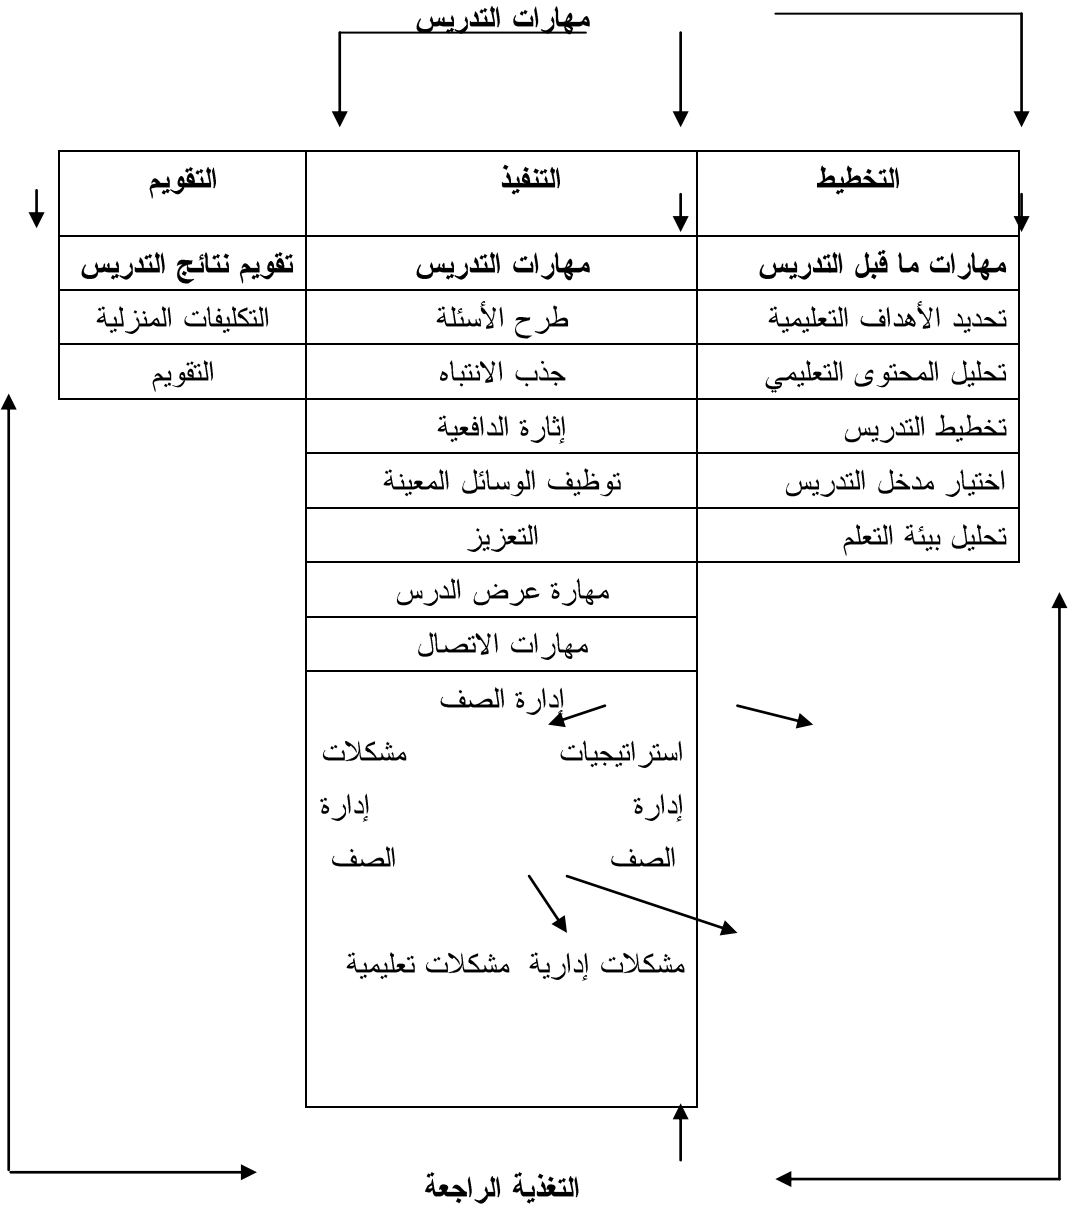 مهارات التدريس
التخطيط التنفيذ التقويم
مهارات ما قبل التدريس مهارات التدريس تقويم نتائج التدريس
تحديد الأهداف التعليمية طرح الأسئلة التكليفات المنزلية
تحليل المحتوى التعليمي جذب الانتباه التقويم
تخطيط التدريس إثارة الدافعية
اختيار مدخل التدريس توظيف الوسائل المعينة
تحليل بيئة التعلم التعزيز
مهارة عرض الدرس
مهارات الاتصال
إدارة الصف
استراتيجيات مشكلات
إدارة إدارة
الصف الصف
مشكلات إدارية مشكلات تعليمية
التغذية الراجعة